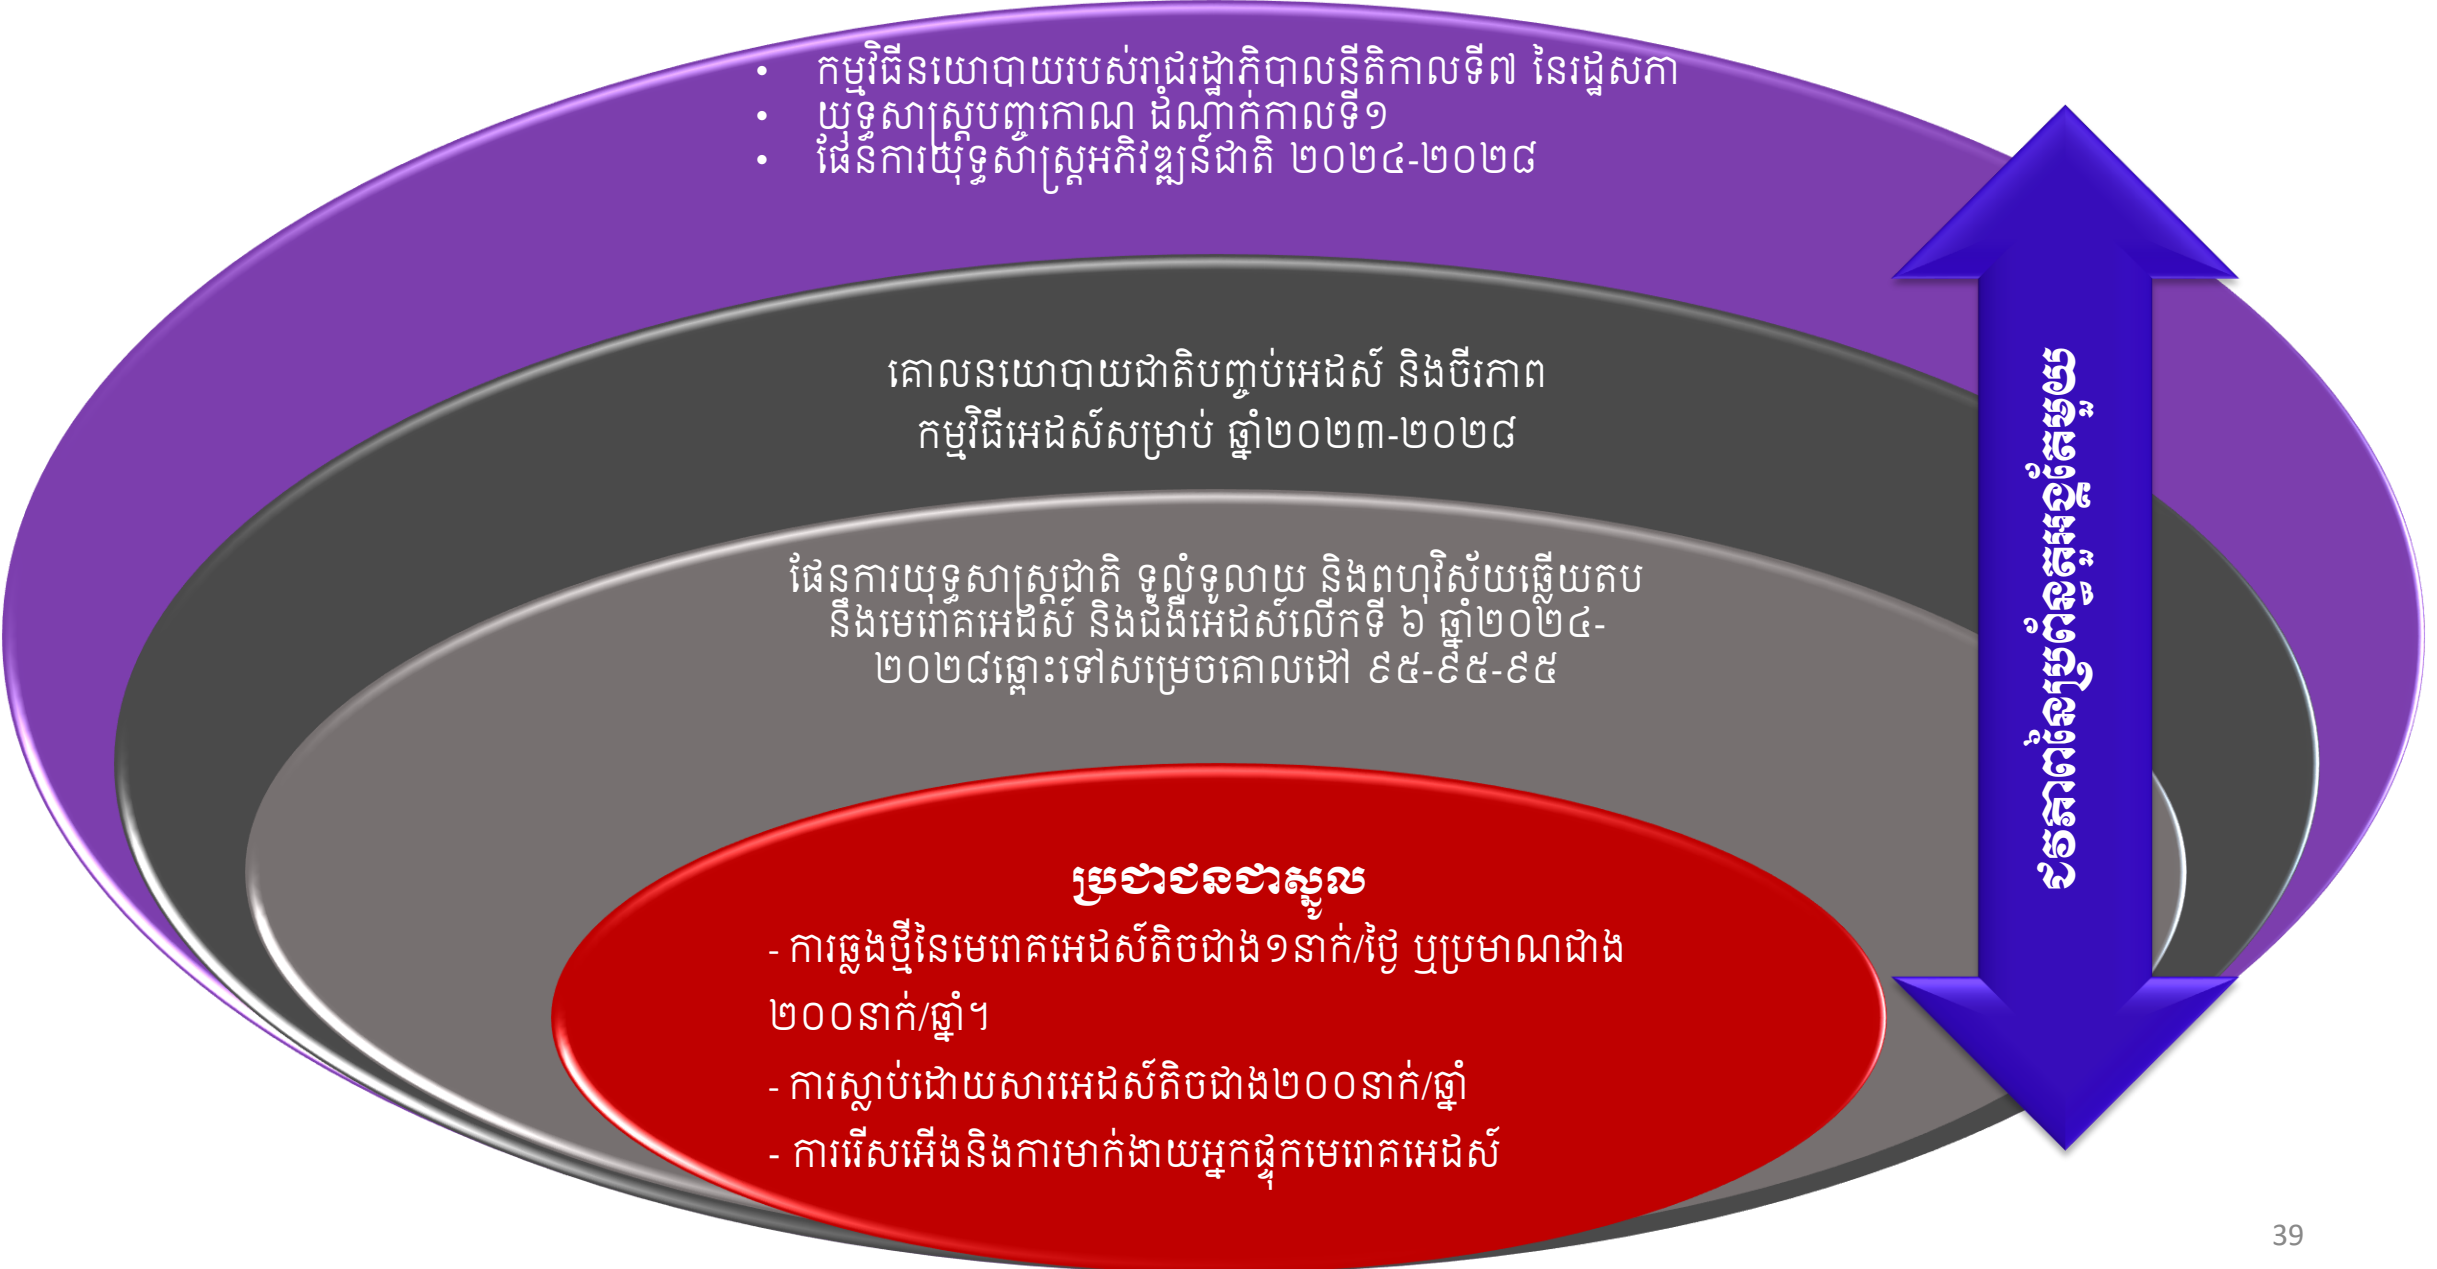 • កម្មវិធីនយោបាយរបស់រាជរដ្ឋាភិបាលនីតិកាលទី៧ នៃរដ្ឋសភា
• យុទ្ធសាស្ត្របញ្ចកោណ ដំណាក់កាលទី១
• ផែនការយុទ្ធសាស្ត្រអភិវឌ្ឍន៍ជាតិ ២០២៤-២០២៨
គោលនយោបាយជាតិបញ្ចប់អេដស៍ និងចីរភាព
កម្មវិធីអេដស៍សម្រាប់ ឆ្នាំ២០២៣-២០២៨
ផែនការយុទ្ធសាស្ត្រជាតិ ទូលំទូលាយ និងពហុវិស័យឆ្លើយតប
នឹងមេរោគអេដស៍ និងជំងឺអេដស៍លើកទី ៦ ឆ្នាំ២០២៤-
២០២៨ឆ្ពោះទៅសម្រេចគោលដៅ ៩៥-៩៥-៩៥
ប្រជាជនជាស្នូល
- ការឆ្លងថ្មីនៃមេរោគអេដស៍តិចជាង១នាក់/ថ្ងៃ ឬប្រមាណជាង
២០០នាក់/ឆ្នាំ។
- ការស្លាប់ដោយសារអេដស៍តិចជាង២០០នាក់/ឆ្នាំ
- ការរើសអើងនិងការមាក់ងាយអ្នកផ្ទុកមេរោគអេដស៍
39